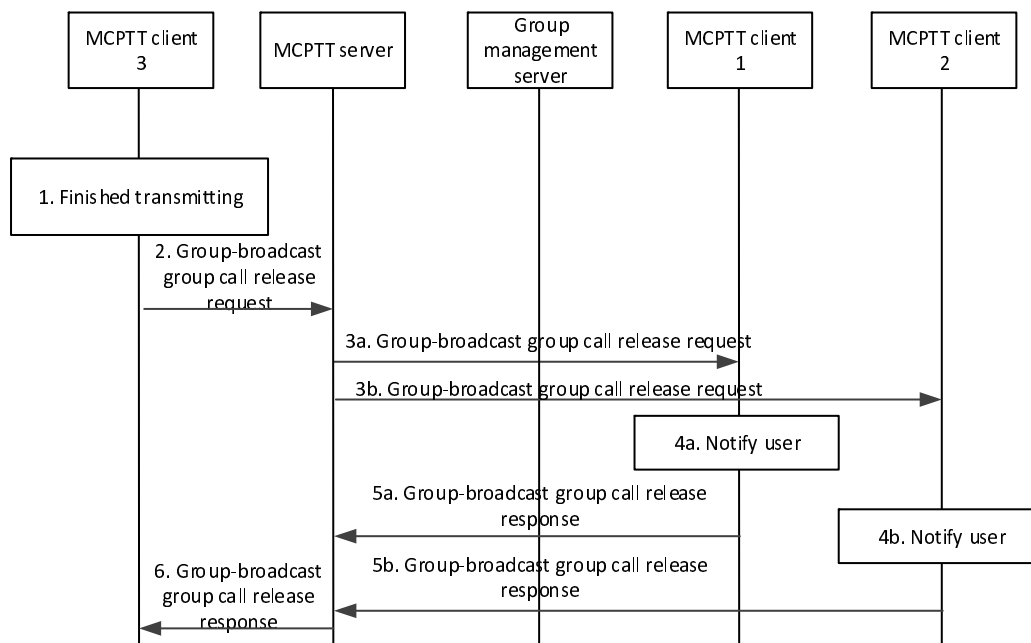 MCPTT client
3
MCPTT server
Group
management
server
MCPTT client
1
MCPTT client
2
1. Finished transmitting
2. Group-broadcast
group call release
request
3a. Group-broadcast group call release request
3b. Group-broadcast group call release request
4a. Notify user
5a. Group-broadcast group call release
response
4b. Notify user
5b. Group-broadcast group call release
response
6. Group-broadcast
group call release
response